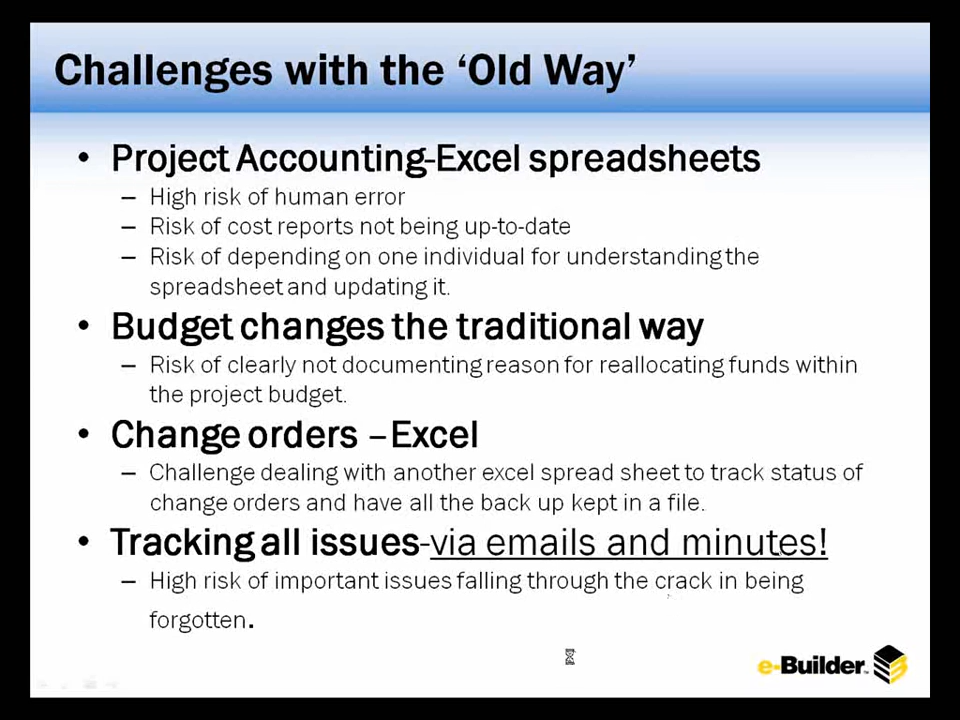 Challenges with the ‘Old Way’
• Project Accounting-Excel spreadsheets
– High risk of human error
– Risk of cost reports not being up-to-date
– Risk of depending on one individual for understanding the
spreadsheet and updating it.
• Budget changes the traditional way
– Risk of clearly not documenting reason for reallocating funds within
the project budget.
• Change orders –Excel
– Challenge dealing with another excel spread sheet to track status of
change orders and have all the back up kept in a file.
• Tracking all issues-via emails and minutes!
– High risk of important issues falling through the crack in being
forgotten.
e-Builder™